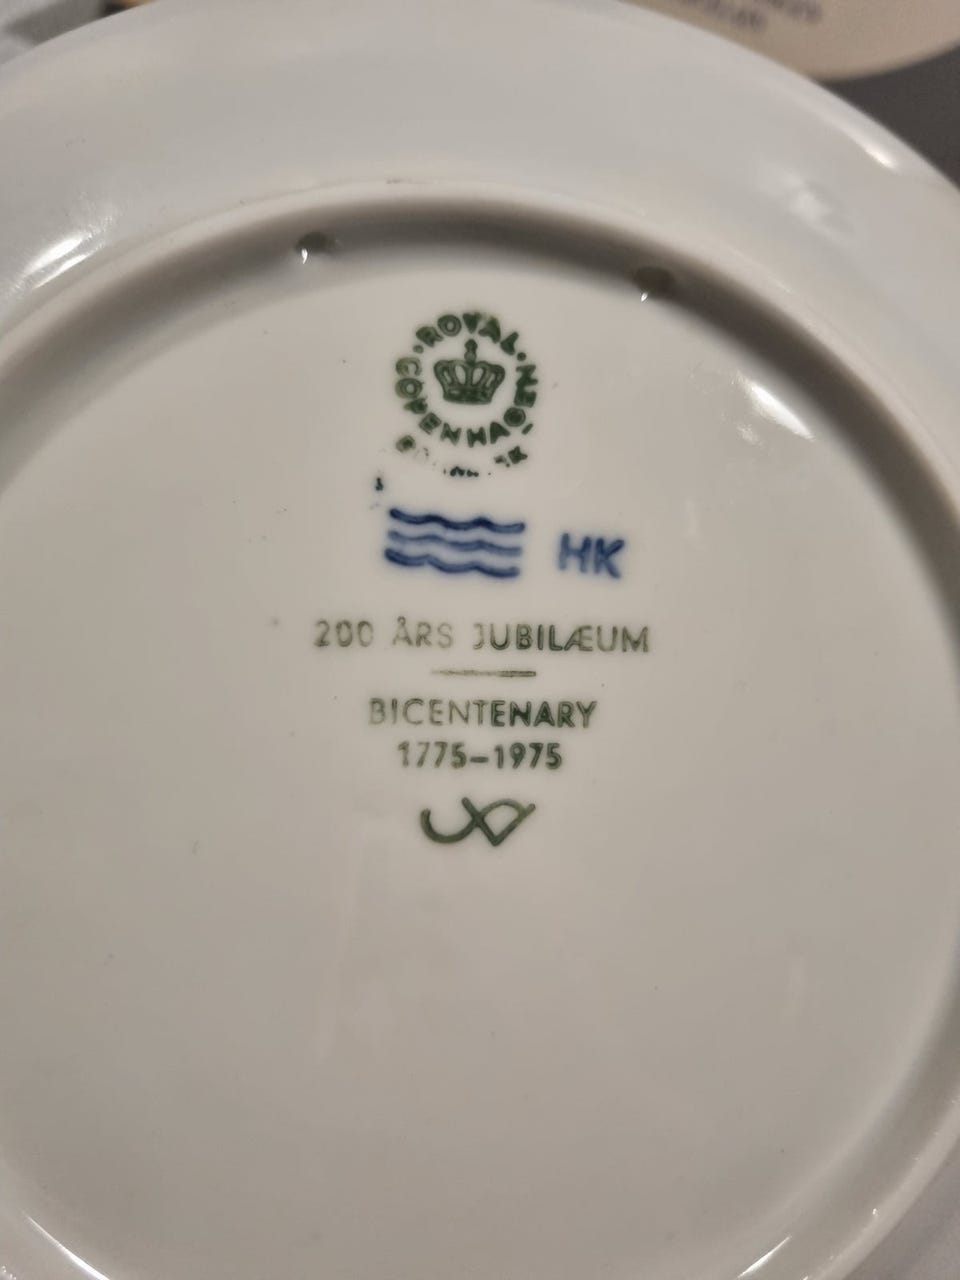 ROYAL
COPENHAGEN
HK
200 ÅRS JUBILÆUM
BICENTENARY
1775-1975